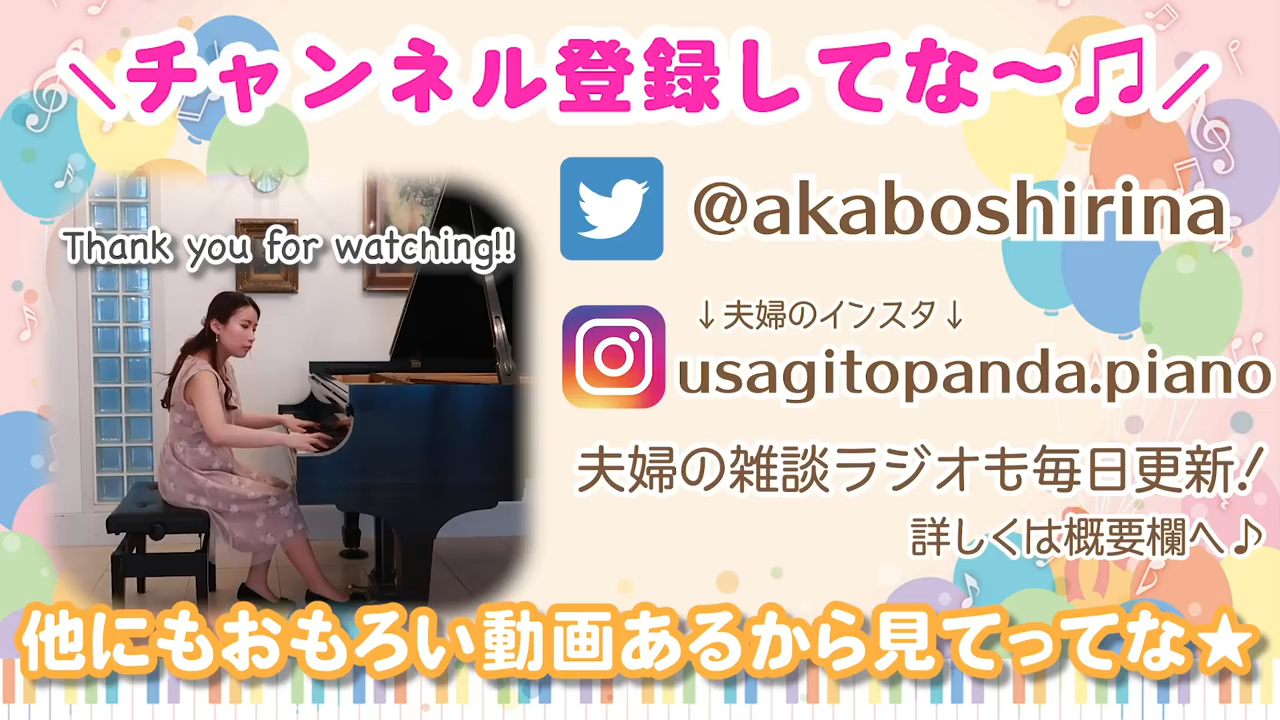 \チャンネル登録してな〜♫/
Thank you for watching!!
@akaboshirina
↓夫婦のインスタ↓
usagitopanda.piano
夫婦の雑談ラジオも毎日更新!
詳しくは概要欄へ♪
他にもおもろい動画あるから見てってな★